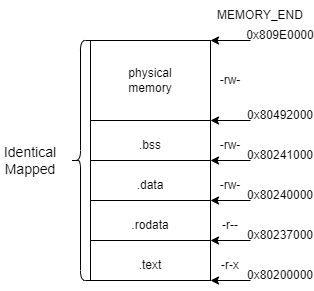 MEMORY_END
0x809E0000
physical
memory
-rw-
0x80492000
.bss
-rw-
0x80241000
.data
-rw-
0x80240000
.rodata
-r--
0x80237000
.text
-r-x
0x80200000
Identical
Mapped